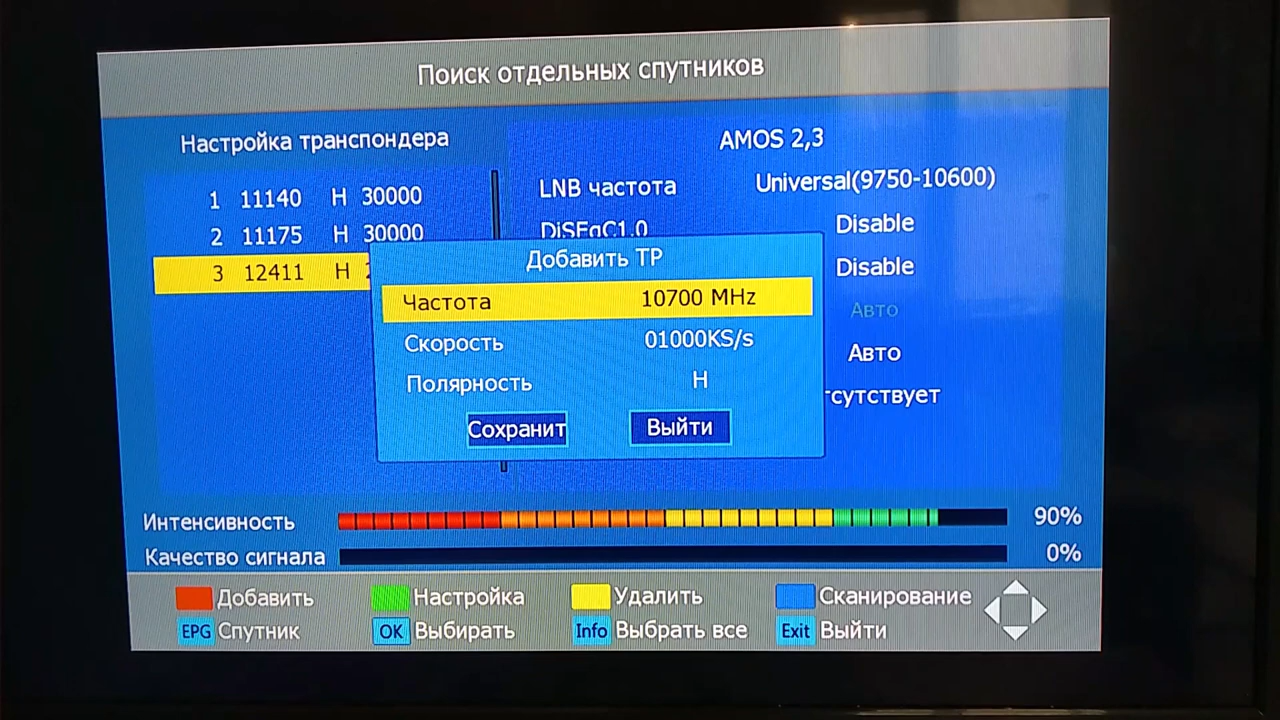 Поиск отдельных спутников
Настройка транспондера
1 11140 H 30000
2 11175 H 30000
3 12411 H
AMOS 2,3
LNB частота Universal(9750-10600)
DiSEqC1.0 Disable
Disable
Авто
Авто
тсутствует
Добавить TP
Частота 10700 MHz
Скорость 01000KS/s
Полярность H
Сохранит Выйти
Интенсивность 90%
Качество сигнала 0%
Добавить Настройка Удалить Сканирование
EPG Спутник OK Выбирать Info Выбрать все Exit Выйти